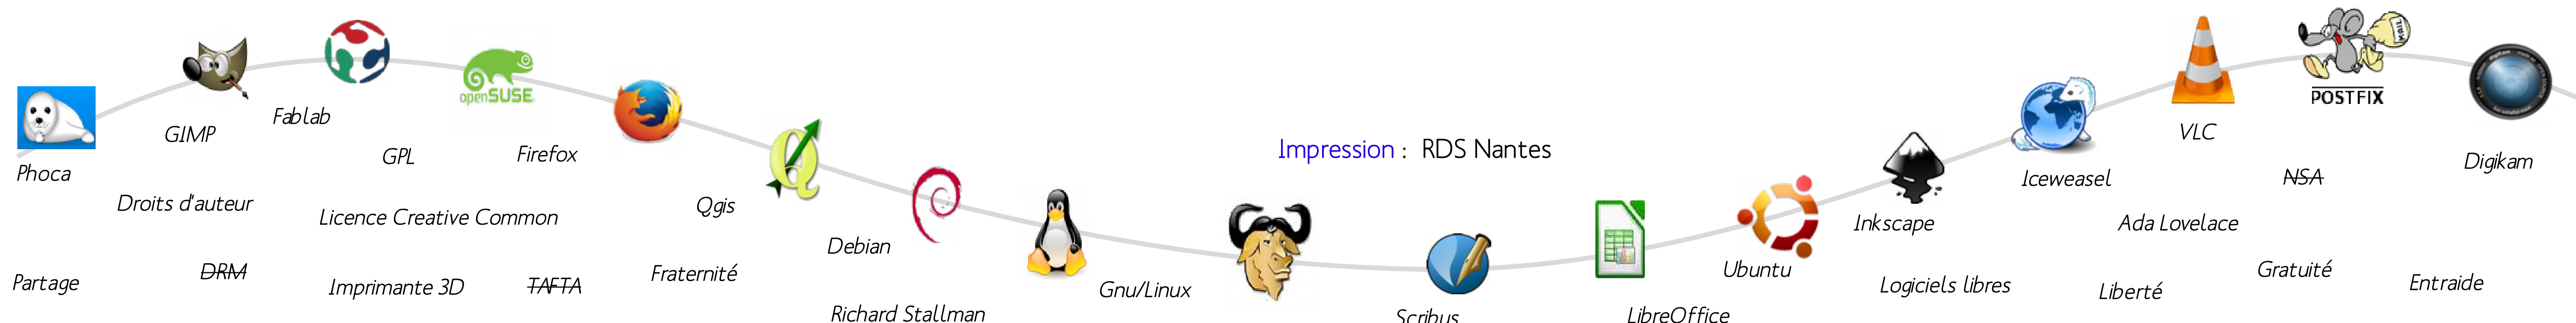 Phoca
GIMP
Fablab
openSUSE
GPL
Firefox
Droits d'auteur
Licence Creative Common
Partage
DRM
Imprimante 3D
TAFTA
Qgis
Fraternité
Debian
Richard Stallman
Gnu/Linux
Impression : RDS Nantes
Scribus
LibreOffice
Ubuntu
Inkscape
Logiciels libres
Iceweasel
Ada Lovelace
Liberté
VLC
MAIL
POSTFIX
NSA
Gratuité
Digikam
Entraide